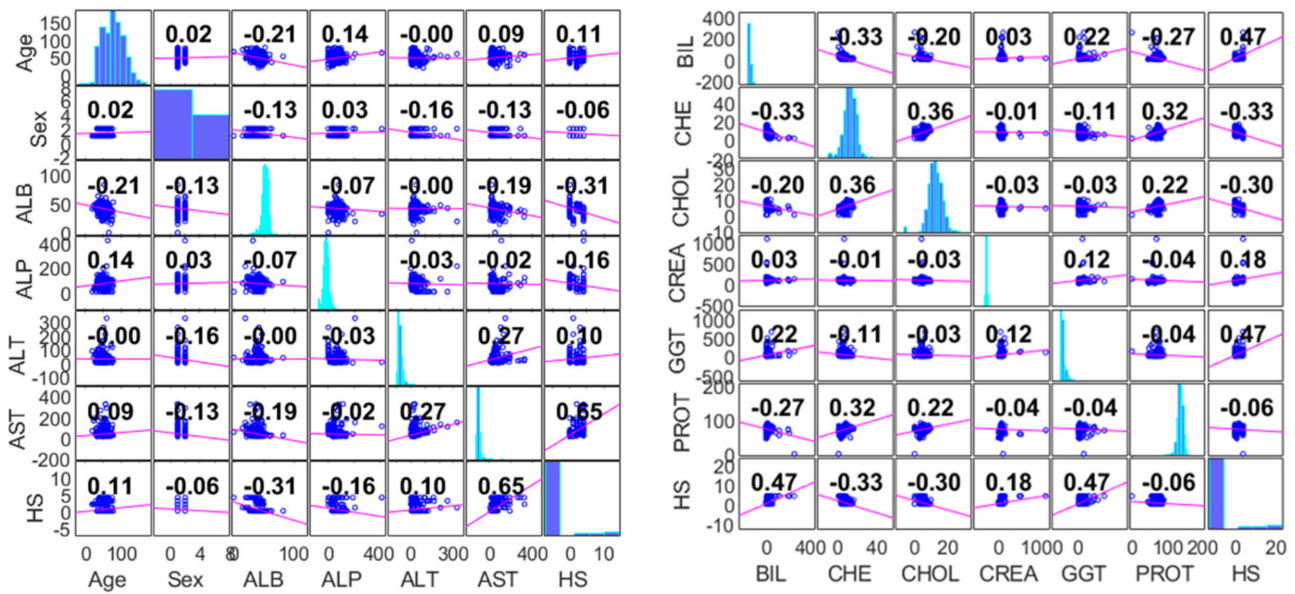 Age 150 100 50 0 0.02 -0.21 0.14 -0.00 0.09 0.11
Sex 8 6 4 2 0 -2 0.02 -0.13 0.03 -0.16 -0.13 -0.06
ALB 100 50 0 -0.21 -0.13 -0.07 -0.00 -0.19 -0.31
ALP 400 200 0 0.14 0.03 -0.07 -0.03 -0.02 -0.16
ALT 300 200 100 0 -100 -0.00 -0.16 -0.00 -0.03 0.27 0.10
AST 400 200 0 -200 0.09 -0.13 -0.19 -0.02 0.27 0.65
HS 10 5 0 -5 0.11 -0.06 -0.31 -0.16 0.10 0.65
0 100 0 4 8 0 100 0 400 0 300 0 400 0 10
Age Sex ALB ALP ALT AST HS
BIL 400 200 0 -200 -0.33 -0.20 0.03 0.22 -0.27 0.47
CHE 40 20 0 -20 -0.33 0.36 -0.01 -0.11 0.32 -0.33
CHOL 30 20 10 0 -10 -0.20 0.36 -0.03 -0.03 0.22 -0.30
CREA 1000 500 0 -500 0.03 -0.01 -0.03 0.12 -0.04 0.18
GGT 1000 500 0 -500 0.22 -0.11 -0.03 0.12 -0.04 0.47
PROT 200 100 0 -0.27 0.32 0.22 -0.04 -0.04 -0.06
HS 20 10 0 -10 0.47 -0.33 -0.30 0.18 0.47 -0.06
0 400 0 40 0 20 0 1000 0 0 100 200 0 20
BIL CHE CHOL CREA GGT PROT HS